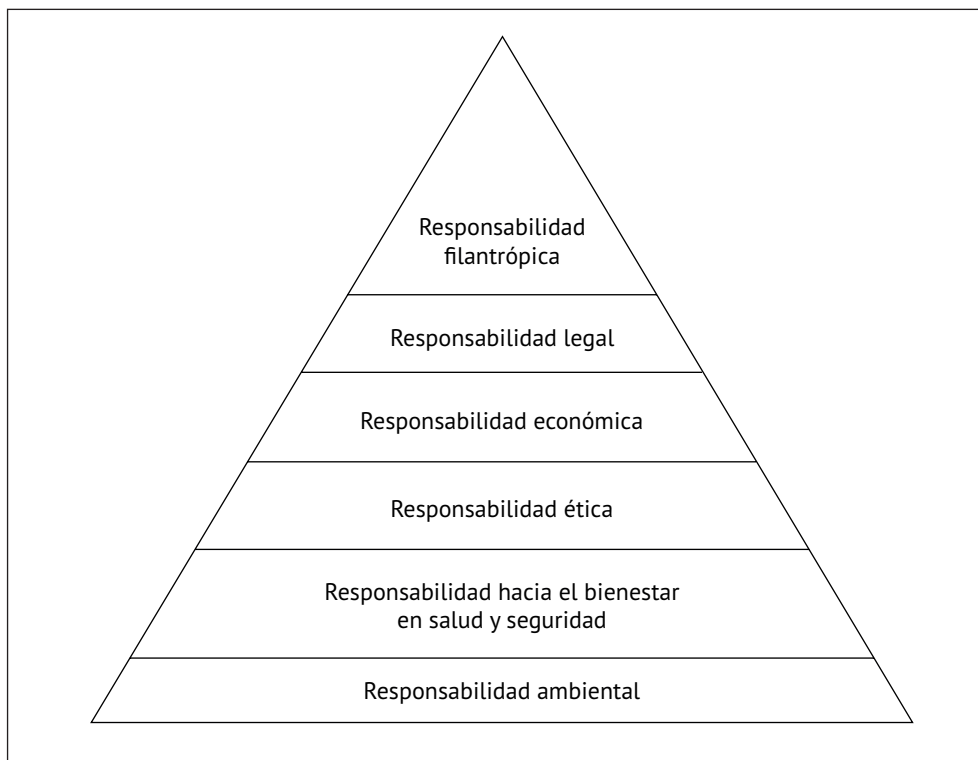 Responsabilidad
filantrópica
Responsabilidad legal
Responsabilidad económica
Responsabilidad ética
Responsabilidad hacia el bienestar
en salud y seguridad
Responsabilidad ambiental